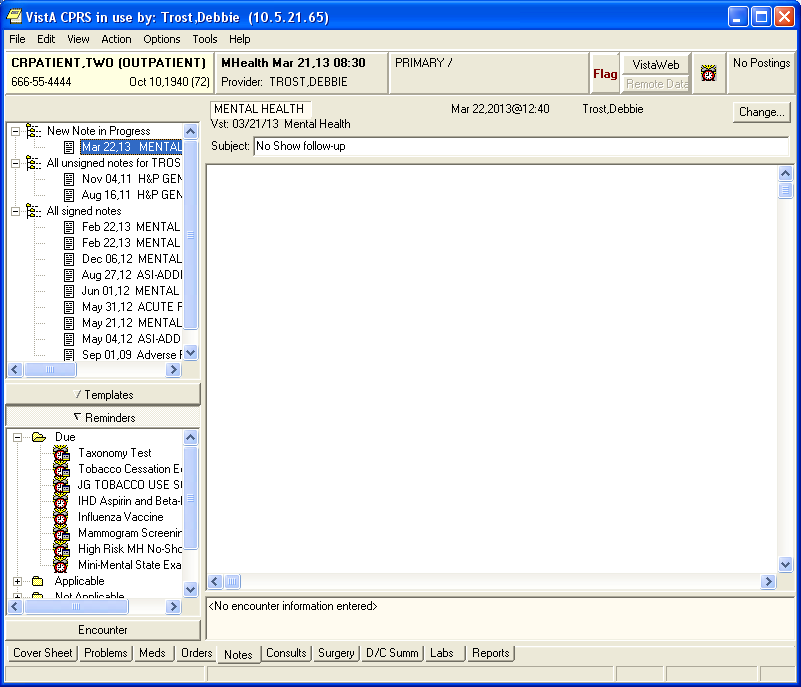 VistA CPRS in use by: Trost,Debbie (10.5.21.65)
File Edit View Action Options Tools Help
CRPATIENT,TWO (OUTPATIENT)
666-55-4444 Oct 10,1940 (72)
MHealth Mar 21,13 08:30
Provider: TROST,DEBBIE
PRIMARY /
Flag
VistaWeb
Remote Data
No Postings
MENTAL HEALTH Mar 22,2013@12:40 Trost,Debbie Change...
Vst: 03/21/13 Mental Health
Subject: No Show follow-up
New Note in Progress
Mar 22,13 MENTAL
All unsigned notes for TROS
Nov 04,11 H&P GEN
Aug 16,11 H&P GEN
All signed notes
Feb 22,13 MENTAL
Feb 22,13 MENTAL
Dec 06,12 MENTAL
Aug 27,12 ASI-ADDI
Jun 01,12 MENTAL
May 31,12 ACUTE F
May 21,12 MENTAL
May 04,12 ASI-ADD
Sep 01,09 Adverse F
/ Templates
Reminders
Due
Taxonomy Test
Tobacco Cessation E
JG TOBACCO USE S
IHD Aspirin and Beta-
Influenza Vaccine
Mammogram Screenin
High Risk MH No-Sho
Mini-Mental State Exa
Applicable
Not Applicable
Encounter
<No encounter information entered>
Cover Sheet Problems Meds Orders Notes Consults Surgery D/C Summ Labs Reports